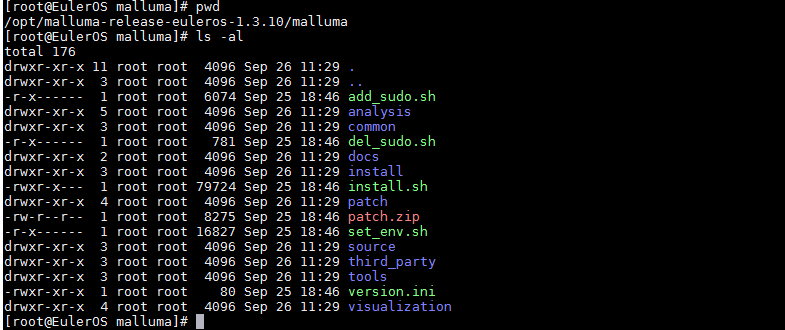 [root@EulerOS malluma]# pwd
/opt/malluma-release-euleros-1.3.10/malluma
[root@EulerOS malluma]# ls -al
total 176
drwxr-xr-x 11 root root  4096 Sep 26 11:29 .
drwxr-xr-x  3 root root  4096 Sep 26 11:29 ..
-r-x------  1 root root  6074 Sep 25 18:46 add_sudo.sh
drwxr-xr-x  5 root root  4096 Sep 26 11:29 analysis
drwxr-xr-x  3 root root  4096 Sep 26 11:29 common
-r-x------  1 root root   781 Sep 25 18:46 del_sudo.sh
drwxr-xr-x  2 root root  4096 Sep 26 11:29 docs
drwxr-xr-x  3 root root  4096 Sep 26 11:29 install
-rwxr-x---  1 root root 79724 Sep 25 18:46 install.sh
drwxr-xr-x  4 root root  4096 Sep 26 11:29 patch
-rw-r--r--  1 root root  8275 Sep 25 18:46 patch.zip
-r-x------  1 root root 16827 Sep 25 18:46 set_env.sh
drwxr-xr-x  3 root root  4096 Sep 26 11:29 source
drwxr-xr-x  3 root root  4096 Sep 26 11:29 third_party
drwxr-xr-x  3 root root  4096 Sep 26 11:29 tools
-rwxr-xr-x  1 root root    80 Sep 25 18:46 version.ini
drwxr-xr-x  4 root root  4096 Sep 26 11:29 visualization
[root@EulerOS malluma]#